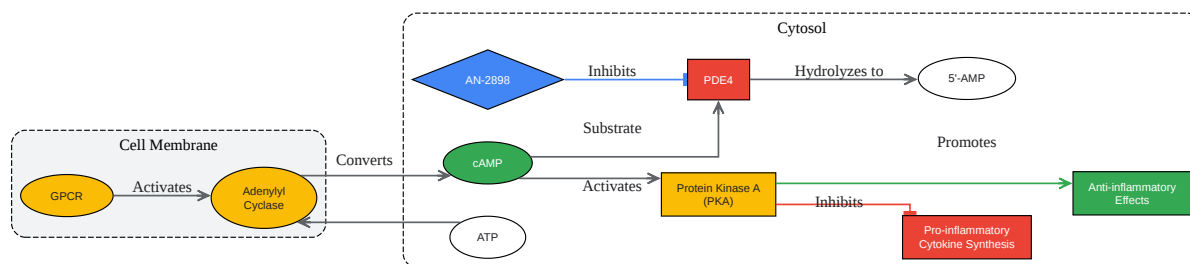 Cytosol
AN-2898
Inhibits
PDE4
Hydrolyzes to
5'-AMP
Substrate
Promotes
Cell Membrane
Converts
cAMP
GPCR
Activates
Adenylyl
Cyclase
Activates
Protein Kinase A
(PKA)
Anti-inflammatory
Effects
Inhibits
ATP
Pro-inflammatory
Cytokine Synthesis